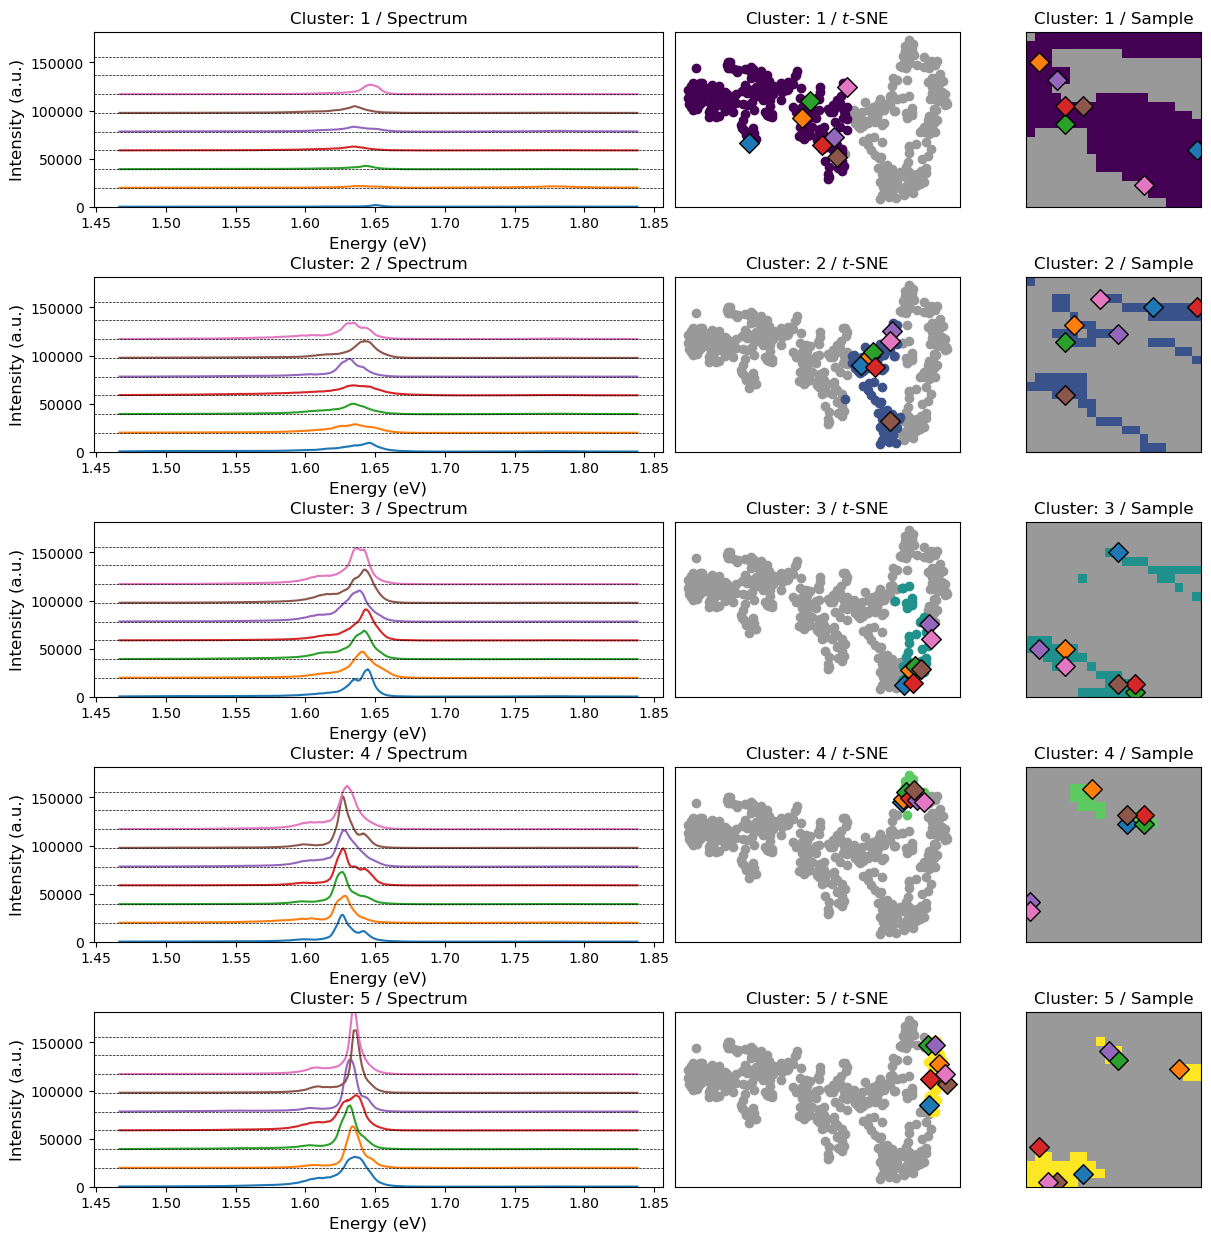 Cluster: 1 / Spectrum
Cluster: 1 / t-SNE
Cluster: 1 / Sample
Intensity (a.u.)
150000
100000
50000
0
1.45 1.50 1.55 1.60 1.65 1.70 1.75 1.80 1.85
Energy (eV)
Cluster: 2 / Spectrum
Cluster: 2 / t-SNE
Cluster: 2 / Sample
Intensity (a.u.)
150000
100000
50000
0
1.45 1.50 1.55 1.60 1.65 1.70 1.75 1.80 1.85
Energy (eV)
Cluster: 3 / Spectrum
Cluster: 3 / t-SNE
Cluster: 3 / Sample
Intensity (a.u.)
150000
100000
50000
0
1.45 1.50 1.55 1.60 1.65 1.70 1.75 1.80 1.85
Energy (eV)
Cluster: 4 / Spectrum
Cluster: 4 / t-SNE
Cluster: 4 / Sample
Intensity (a.u.)
150000
100000
50000
0
1.45 1.50 1.55 1.60 1.65 1.70 1.75 1.80 1.85
Energy (eV)
Cluster: 5 / Spectrum
Cluster: 5 / t-SNE
Cluster: 5 / Sample
Intensity (a.u.)
150000
100000
50000
0
1.45 1.50 1.55 1.60 1.65 1.70 1.75 1.80 1.85
Energy (eV)